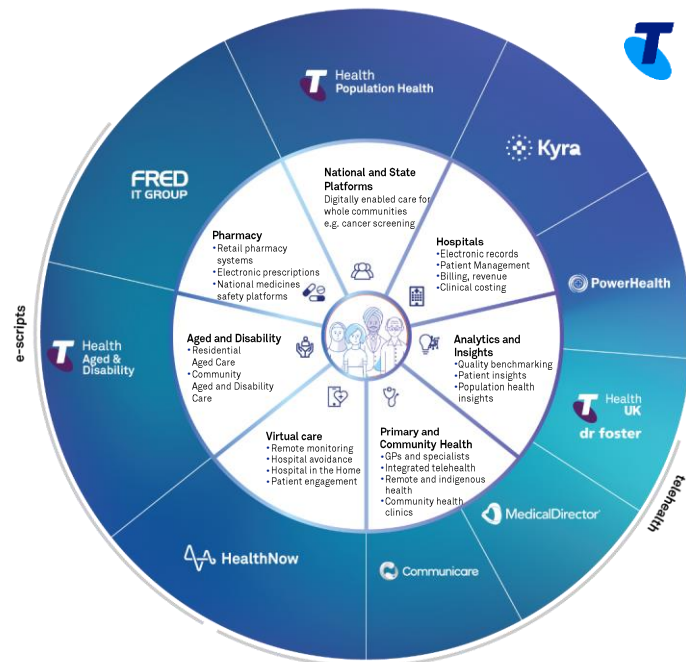 T
T Health
Population Health
Kyra
PowerHealth
T Health
UK
dr foster
MedicalDirector
Communicare
HealthNow
T Health
Aged &
Disability
FRED
IT GROUP
e-scripts
telehealth
National and State
Platforms
Digitally enabled care for
whole communities
e.g. cancer screening
Hospitals
•Electronic records
•Patient Management
•Billing, revenue
•Clinical costing
Analytics and
Insights
•Quality benchmarking
•Patient insights
•Population health
insights
Primary and
Community Health
•GPs and specialists
•Integrated telehealth
•Remote and indigenous
health
•Community health
clinics
Virtual care
•Remote monitoring
•Hospital avoidance
•Hospital in the Home
•Patient engagement
Aged and Disability
•Residential
Aged Care
•Community
Aged and Disability
Care
Pharmacy
•Retail pharmacy
systems
•Electronic prescriptions
•National medicines
safety platforms